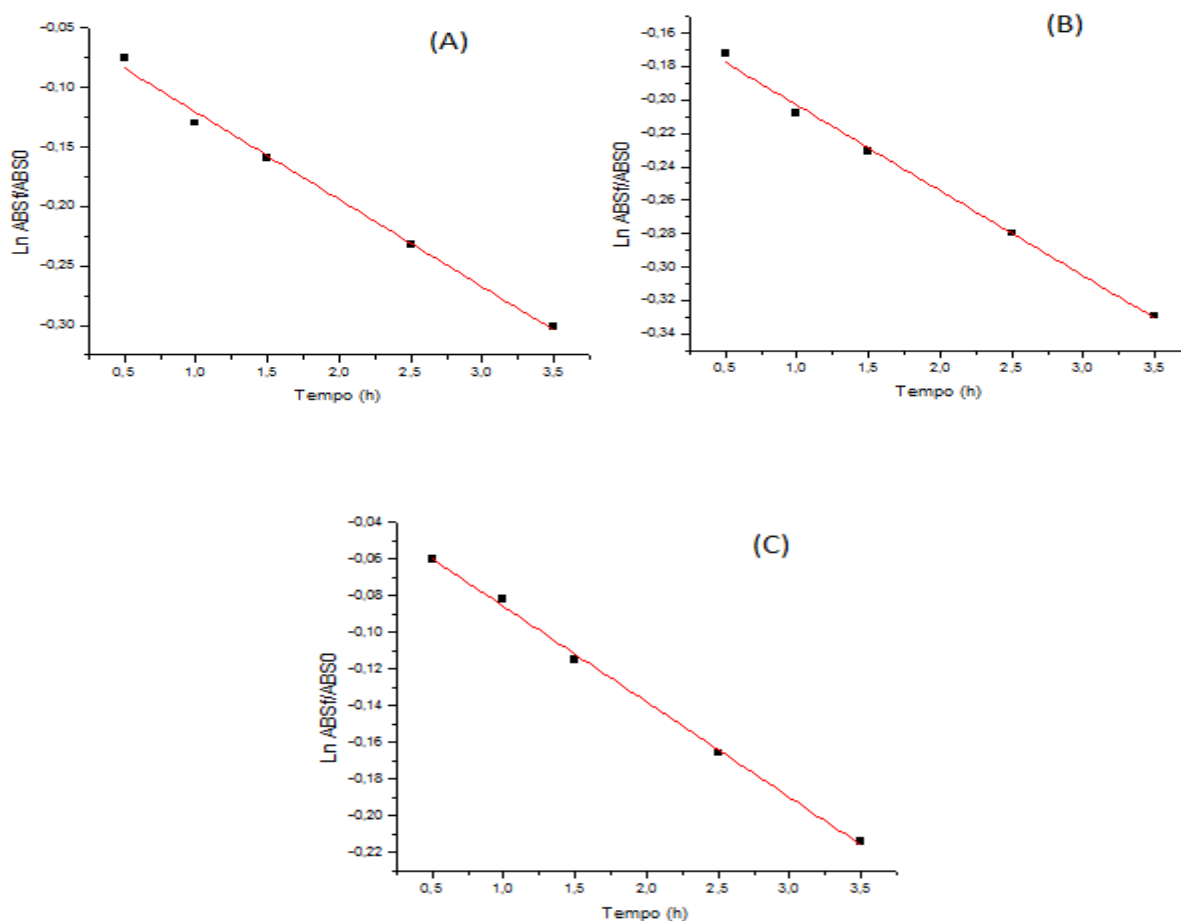 (A)
Ln ABSf/ABS0
−0,05
−0,10
−0,15
−0,20
−0,25
−0,30
0,5 1,0 1,5 2,0 2,5 3,0 3,5
Tempo (h)
(B)
Ln ABSf/ABS0
−0,16
−0,18
−0,20
−0,22
−0,24
−0,26
−0,28
−0,30
−0,32
−0,34
0,5 1,0 1,5 2,0 2,5 3,0 3,5
Tempo (h)
(C)
Ln ABSf/ABS0
−0,04
−0,06
−0,08
−0,10
−0,12
−0,14
−0,16
−0,18
−0,20
−0,22
0,5 1,0 1,5 2,0 2,5 3,0 3,5
Tempo (h)